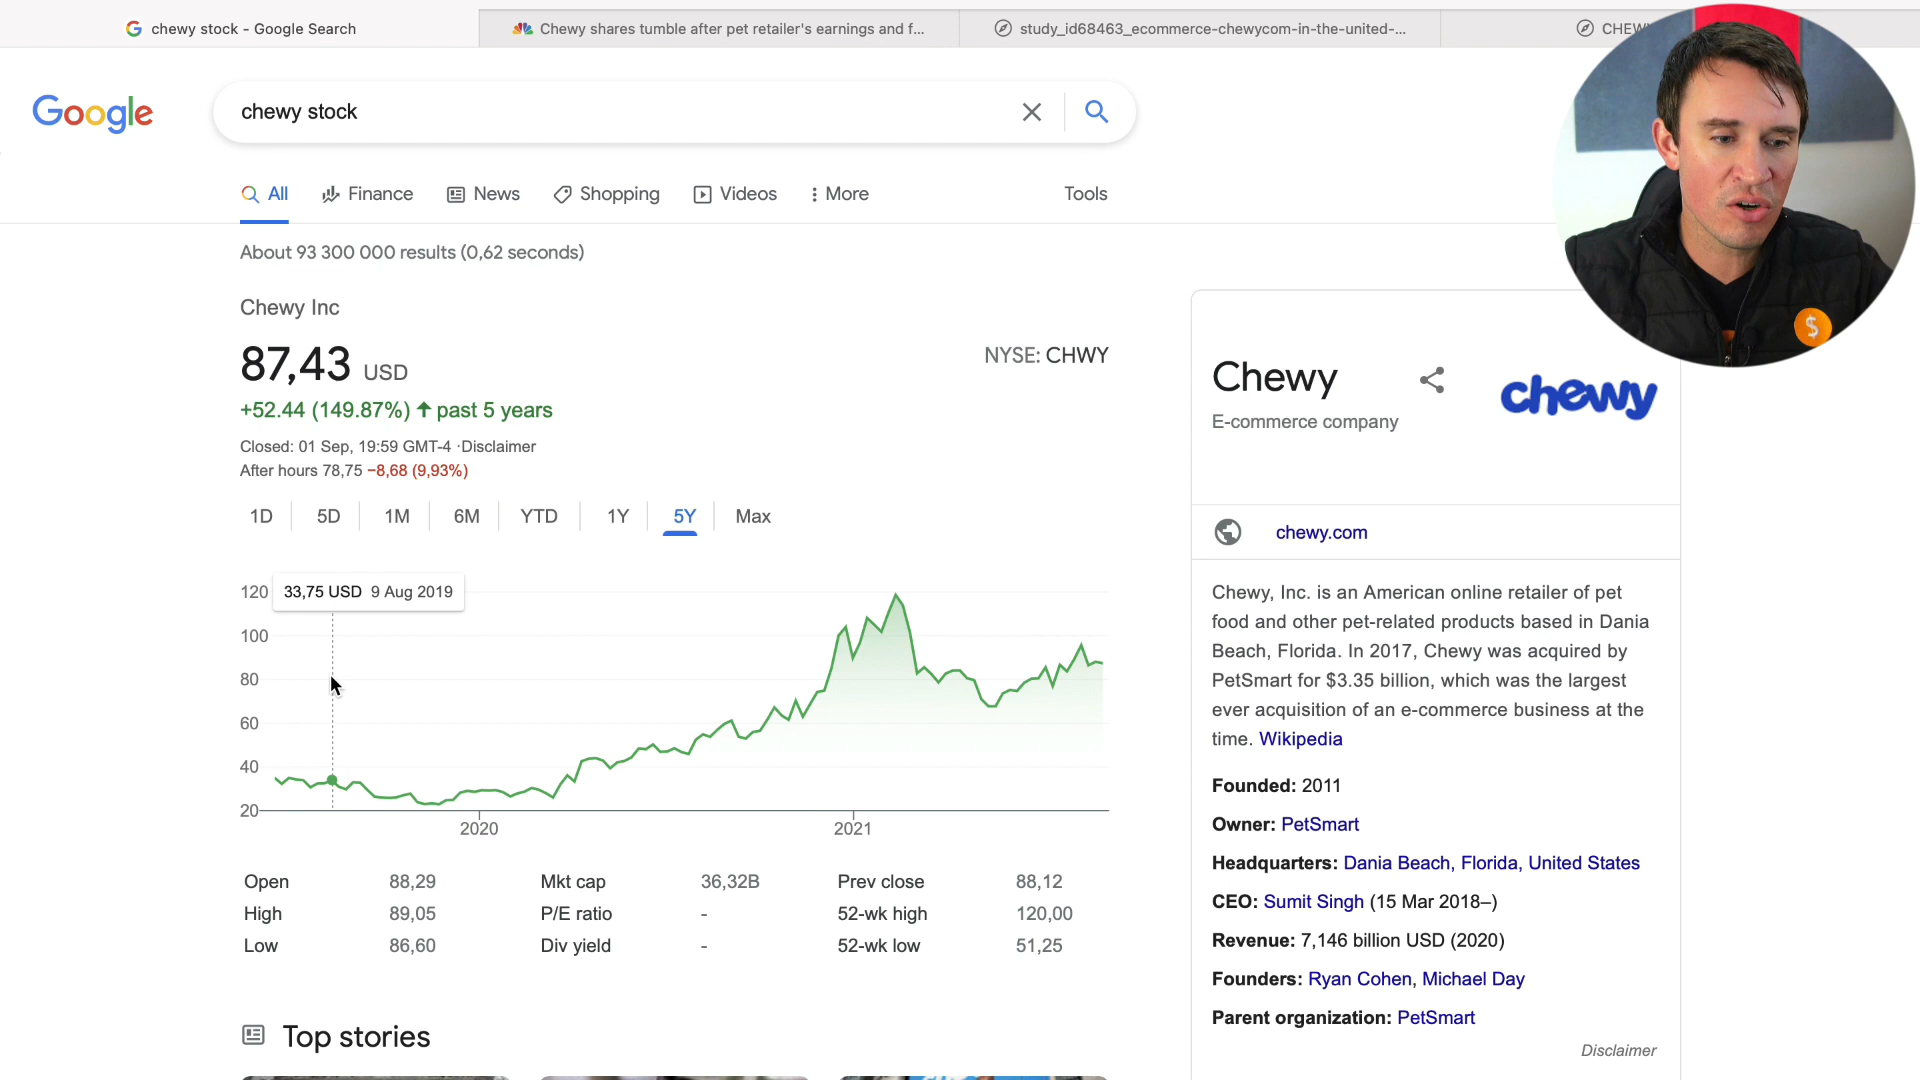 chewy stock - Google Search
Chewy shares tumble after pet retailer's earnings and f...
study_id68463_ecommerce-chewycom-in-the-united-...
CHEW
Google
chewy stock
All
Finance
News
Shopping
Videos
More
Tools
About 93 300 000 results (0,62 seconds)
Chewy Inc
87,43 USD
NYSE: CHWY
+52.44 (149.87%) ↑ past 5 years
Closed: 01 Sep, 19:59 GMT-4 ·Disclaimer
After hours 78,75 −8,68 (9,93%)
1D
5D
1M
6M
YTD
1Y
5Y
Max
33,75 USD 9 Aug 2019
120
100
80
60
40
20
2020
2021
Open 88,29
High 89,05
Low 86,60
Mkt cap 36,32B
P/E ratio -
Div yield -
Prev close 88,12
52-wk high 120,00
52-wk low 51,25
Top stories
Chewy
E-commerce company
chewy
chewy.com
Chewy, Inc. is an American online retailer of pet
food and other pet-related products based in Dania
Beach, Florida. In 2017, Chewy was acquired by
PetSmart for $3.35 billion, which was the largest
ever acquisition of an e-commerce business at the
time. Wikipedia
Founded: 2011
Owner: PetSmart
Headquarters: Dania Beach, Florida, United States
CEO: Sumit Singh (15 Mar 2018–)
Revenue: 7,146 billion USD (2020)
Founders: Ryan Cohen, Michael Day
Parent organization: PetSmart
Disclaimer
$